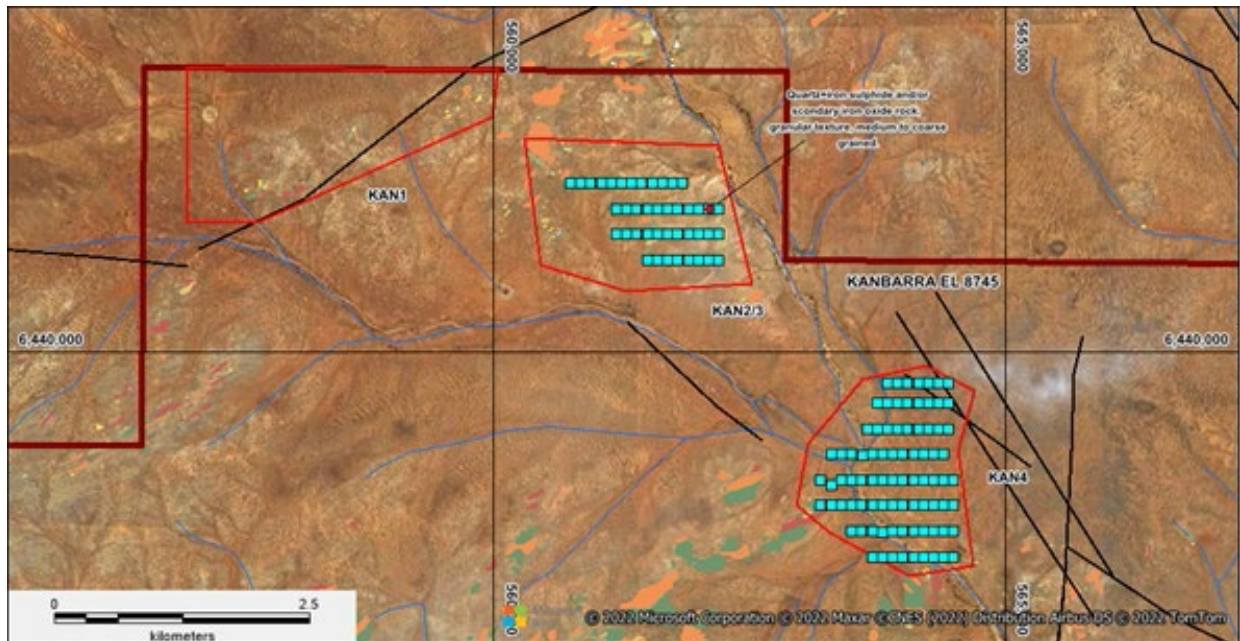 560,000
565,000
Quartz+iron sulphide and/or
scondary iron oxide rock,
granular texture, medium to coarse
grained.
KAN1
KANBARRA EL 8745
KAN2/3
6,440,000
6,440,000
KAN4
0
2.5
kilometers
© 2022 Microsoft Corporation © 2022 Maxar © CNES (2022) Distribution Airbus DS © 2022 TomTom